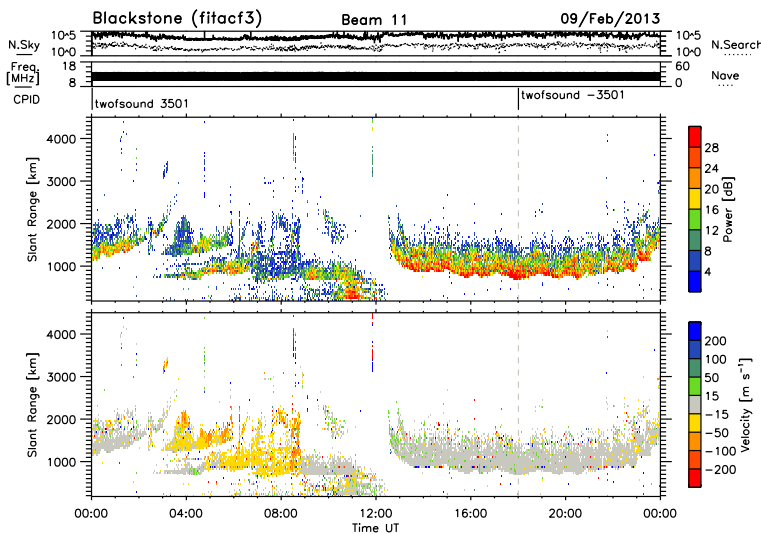 Blackstone (fitacf3) Beam 11 09/Feb/2013
N.Sky 10^5 10^5 N.Search
10^0 10^0
Freq. 18 60 Nave
[MHz] 8 0
CPID twofsound 3501 twofsound -3501
Slant Range [km]
4000
3000
2000
1000
Power [dB]
28
24
20
16
12
8
4
Slant Range [km]
4000
3000
2000
1000
Velocity [m s⁻¹]
200
100
50
15
-15
-50
-100
-200
00:00 04:00 08:00 12:00 16:00 20:00 00:00
Time UT